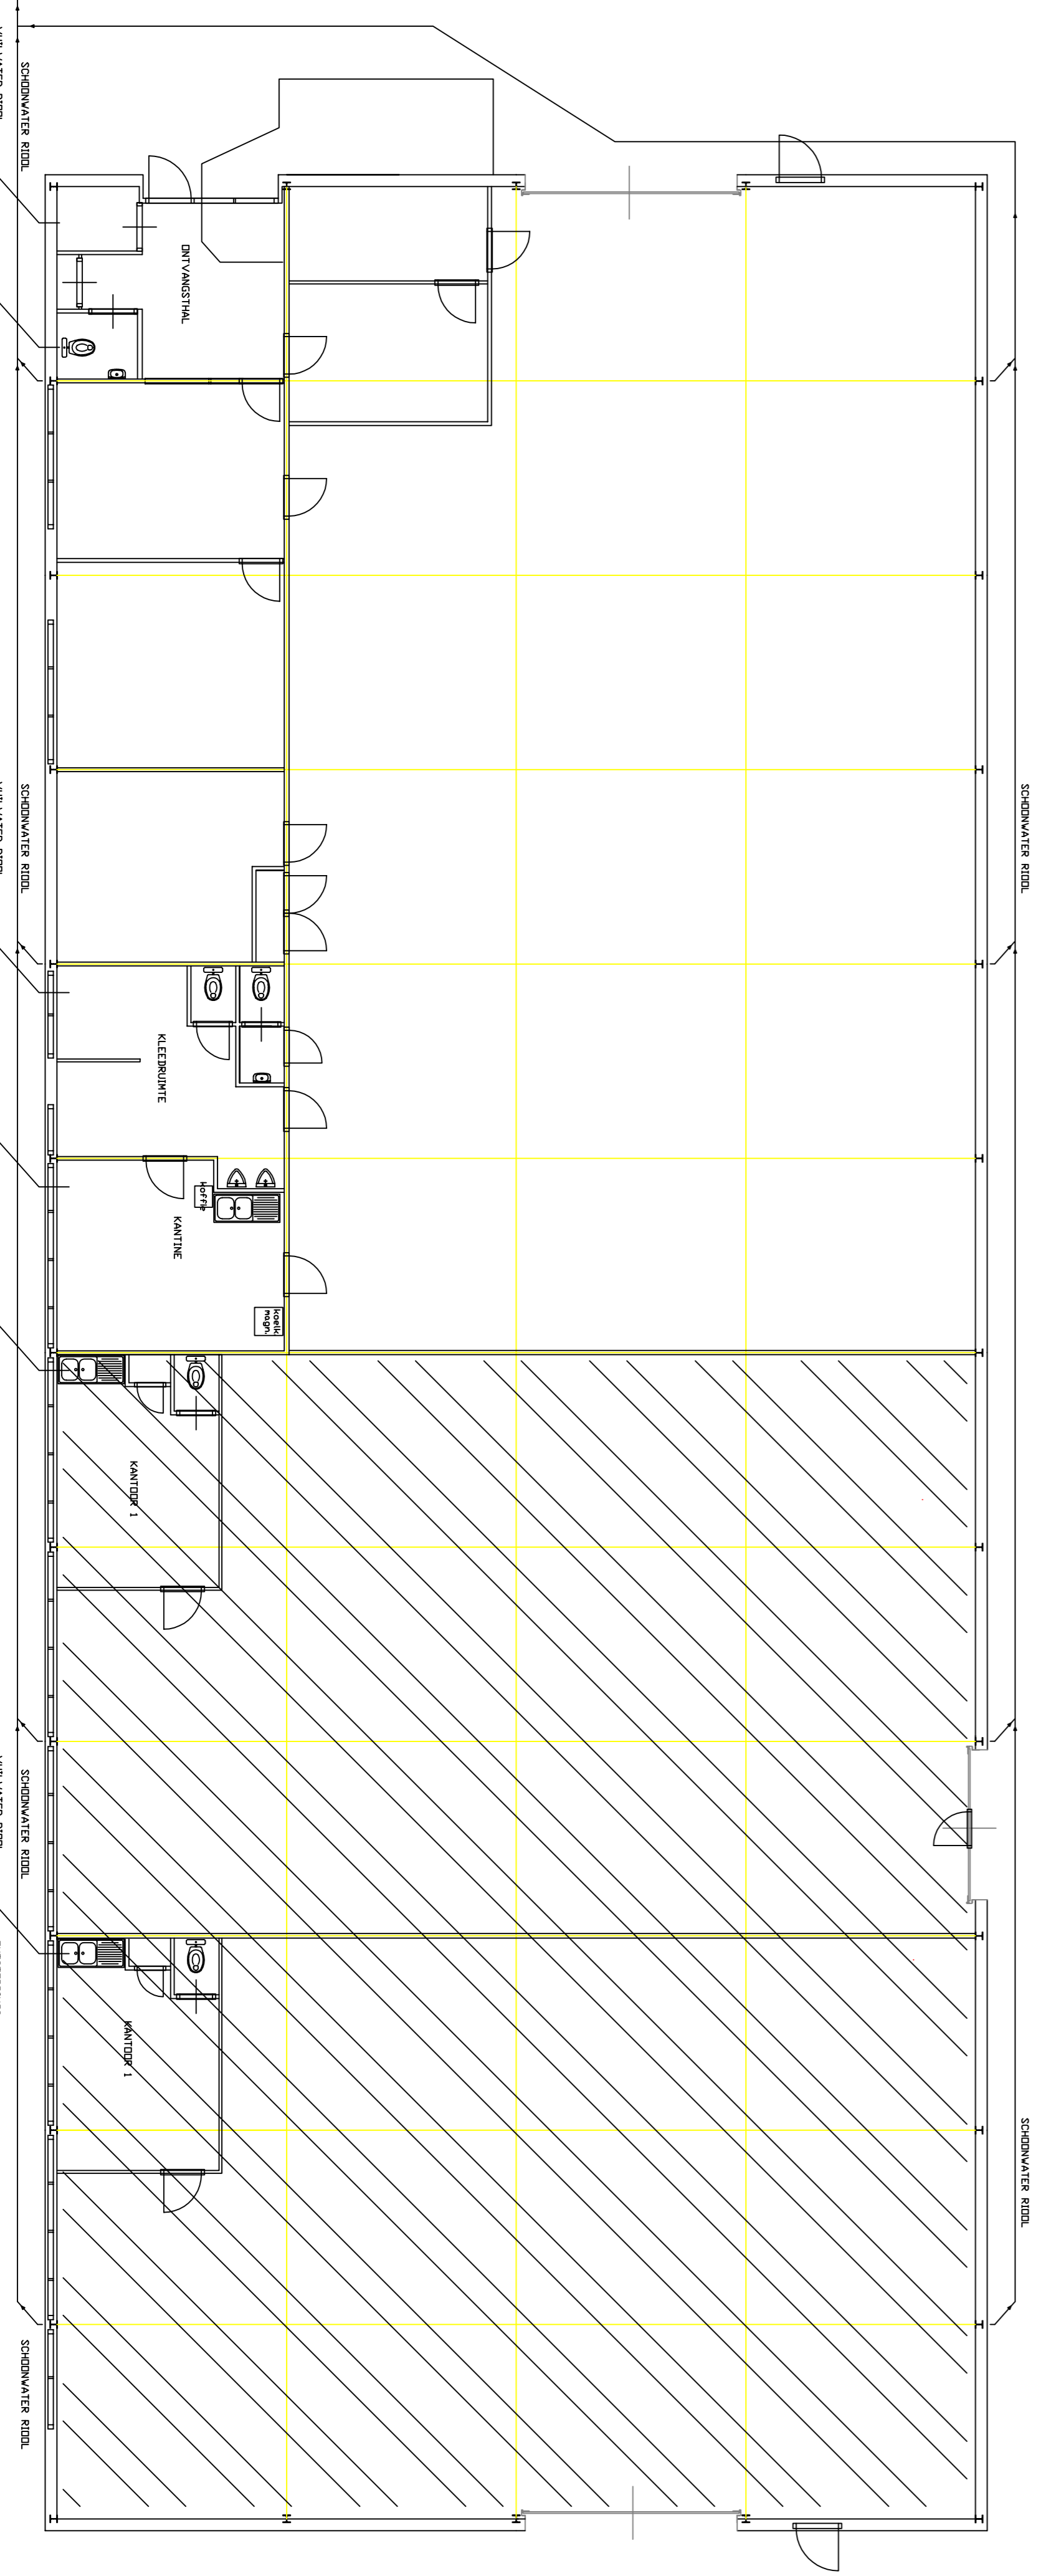 SCHOONWATER RIOOL
ONTVANGSTHAL
SCHOONWATER RIOOL
SCHOONWATER RIOOL
KLEEDRUIMTE
koffie
KANTINE
koelk
magn.
KANTOOR 1
SCHOONWATER RIOOL
KANTOOR 1
SCHOONWATER RIOOL
SCHOONWATER RIOOL